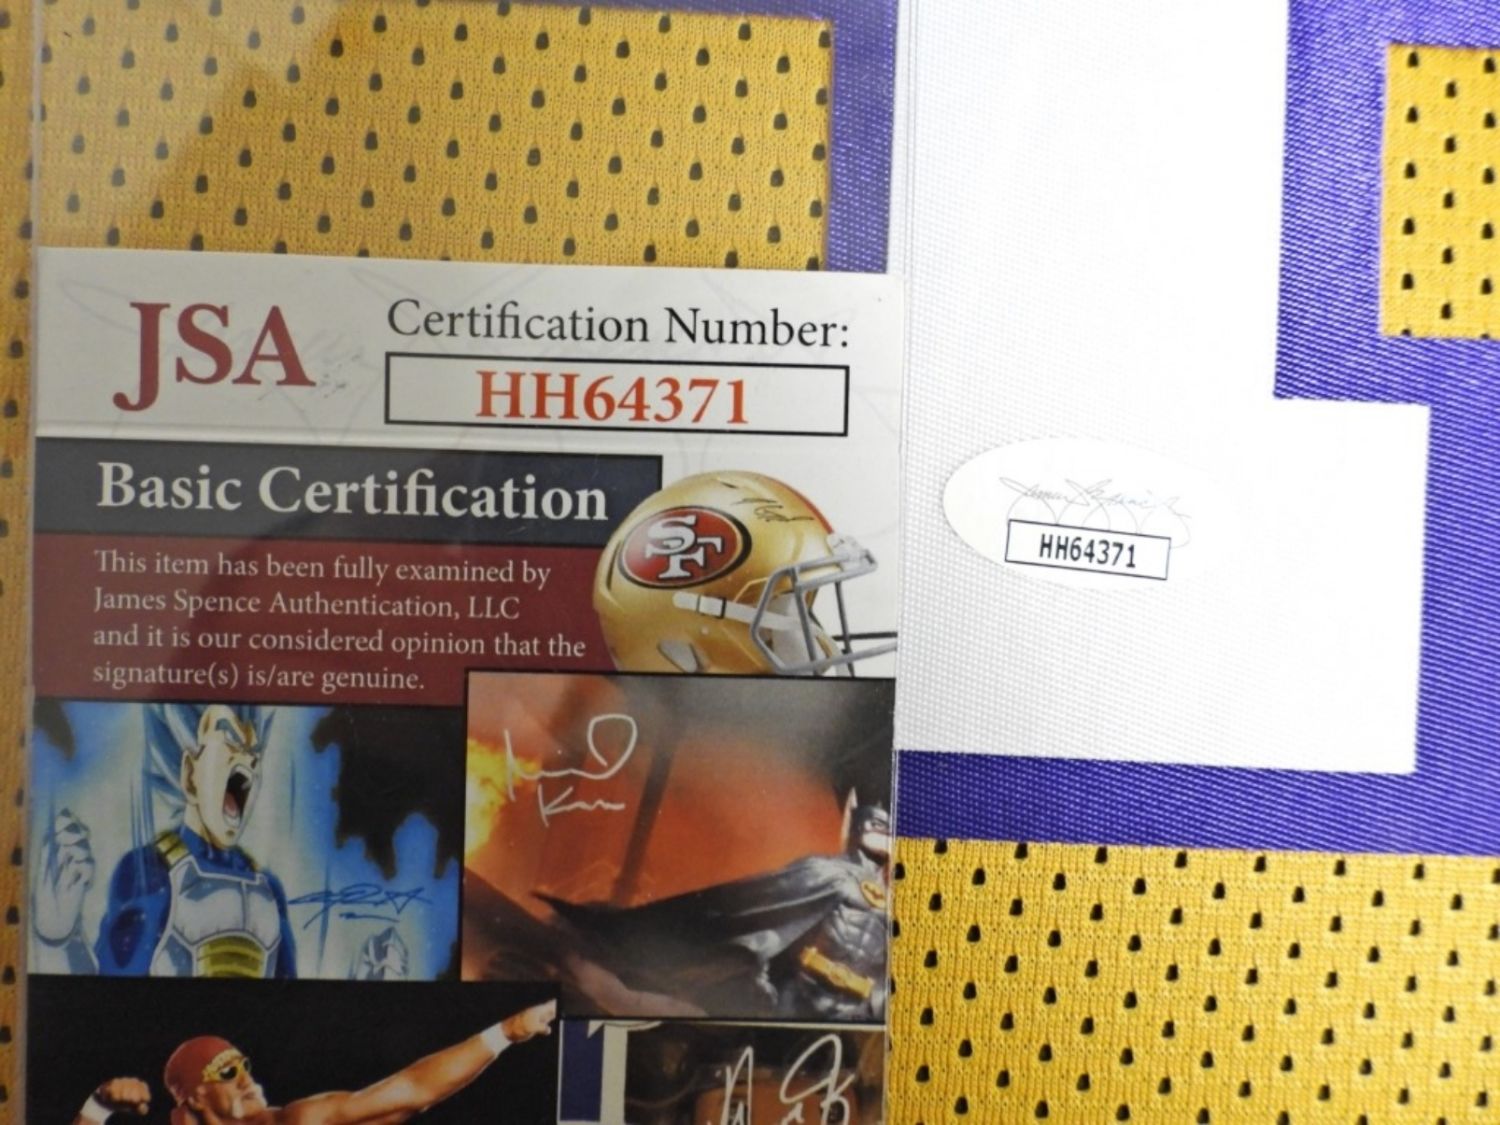 JSA
Certification Number:
HH64371
Basic Certification
This item has been fully examined by
James Spence Authentication, LLC
and it is our considered opinion that the
signature(s) is/are genuine.
SF
HH64371